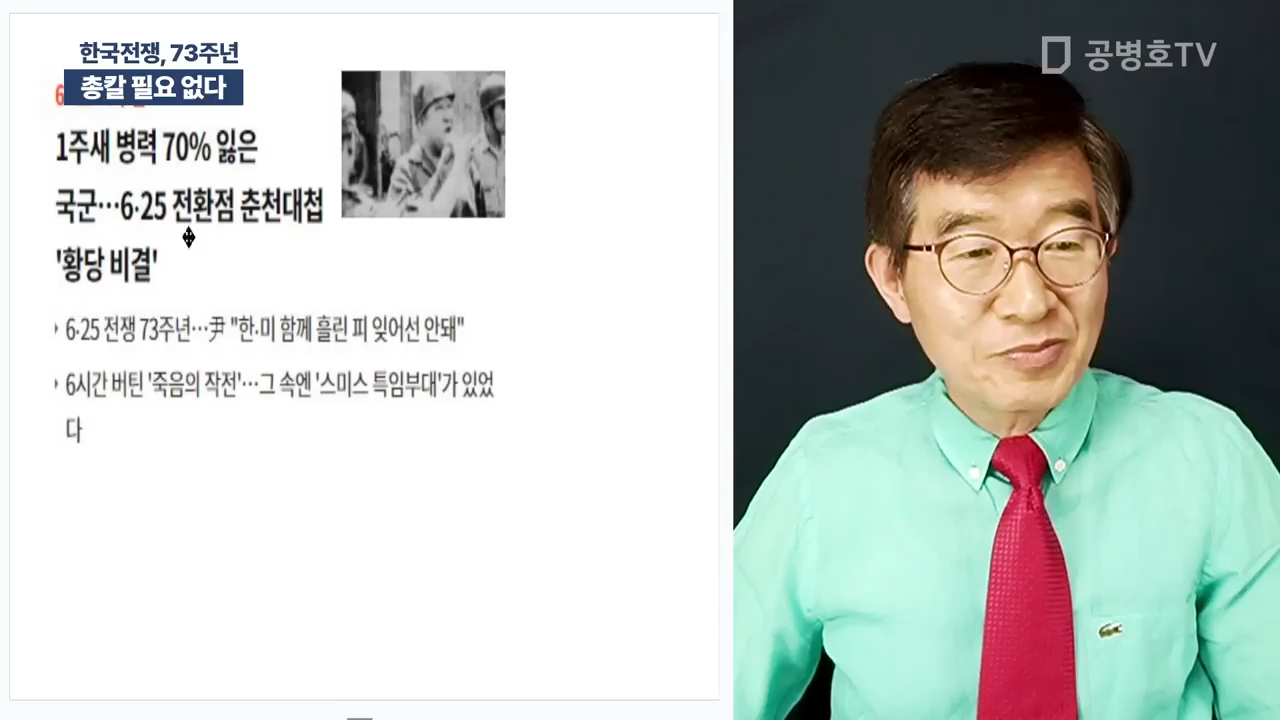 한국전쟁, 73주년
총칼 필요 없다
1주새 병력 70% 잃은
국군…6·25 전환점 춘천대첩
'황당 비결'
6·25 전쟁 73주년…尹 "한·미 함께 흘린 피 잊어선 안돼"
6시간 버틴 '죽음의 작전'…그 속엔 '스미스 특임부대'가 있었
다
공병호TV